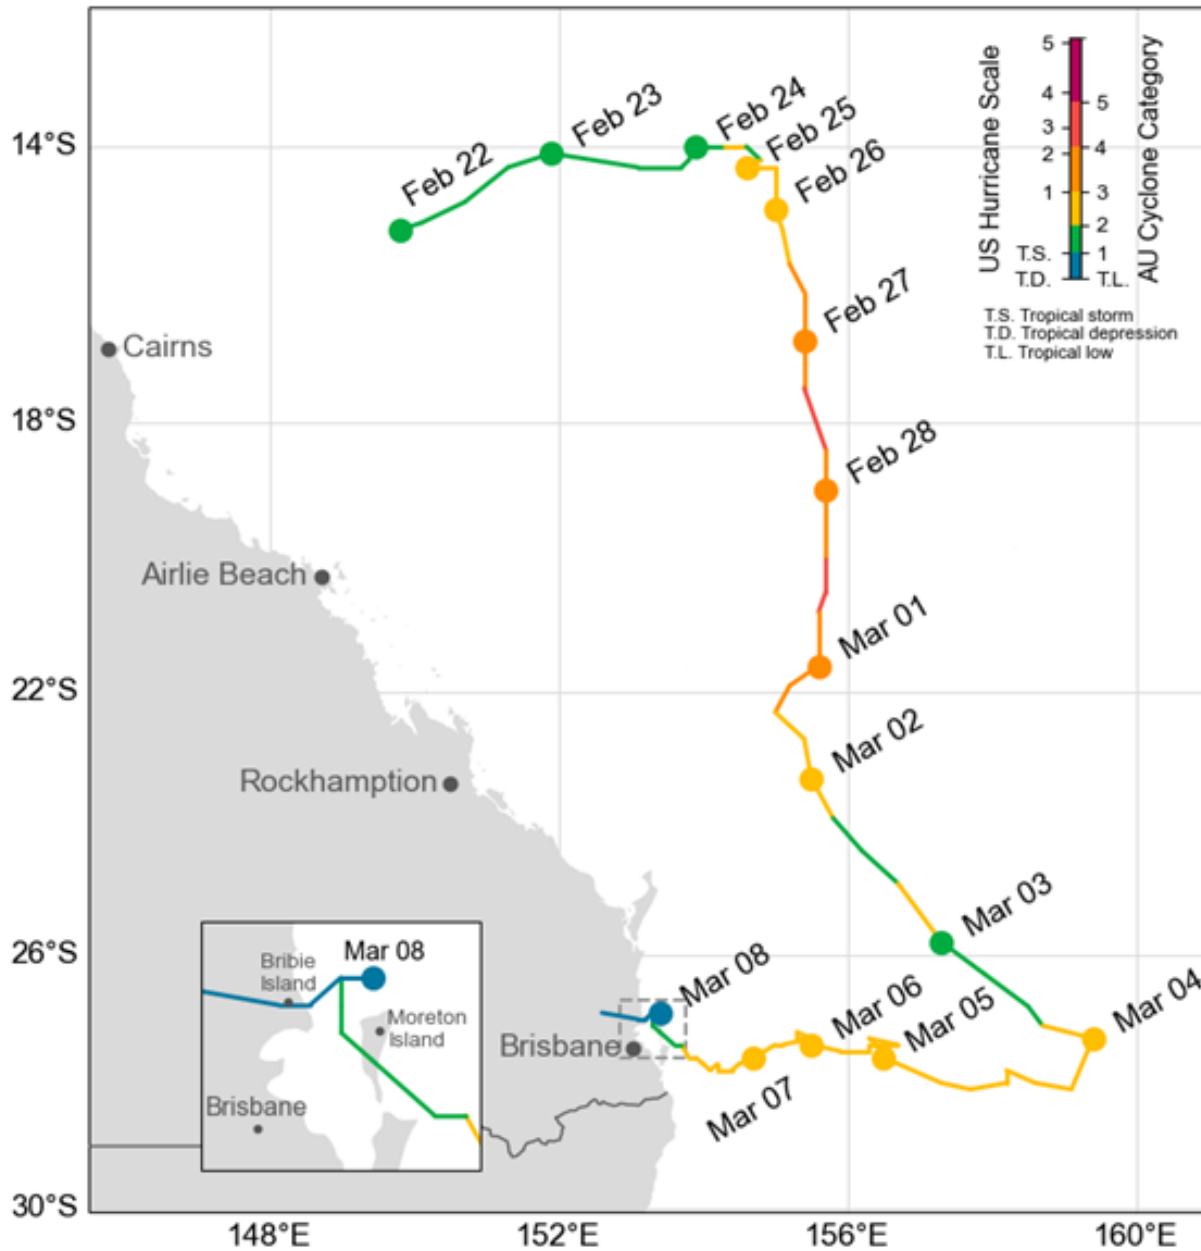 14°S
18°S
22°S
26°S
30°S
148°E
152°E
156°E
160°E
Feb 22
Feb 23
Feb 24
Feb 25
Feb 26
Feb 27
Feb 28
Mar 01
Mar 02
Mar 03
Mar 04
Mar 05
Mar 06
Mar 07
Mar 08
Cairns
Airlie Beach
Rockhamption
Brisbane
US Hurricane Scale
5
4
3
2
1
T.S.
T.D.
5
4
3
2
1
T.L.
AU Cyclone Category
T.S. Tropical storm
T.D. Tropical depression
T.L. Tropical low
Mar 08
Bribie
Island
Moreton
Island
Brisbane